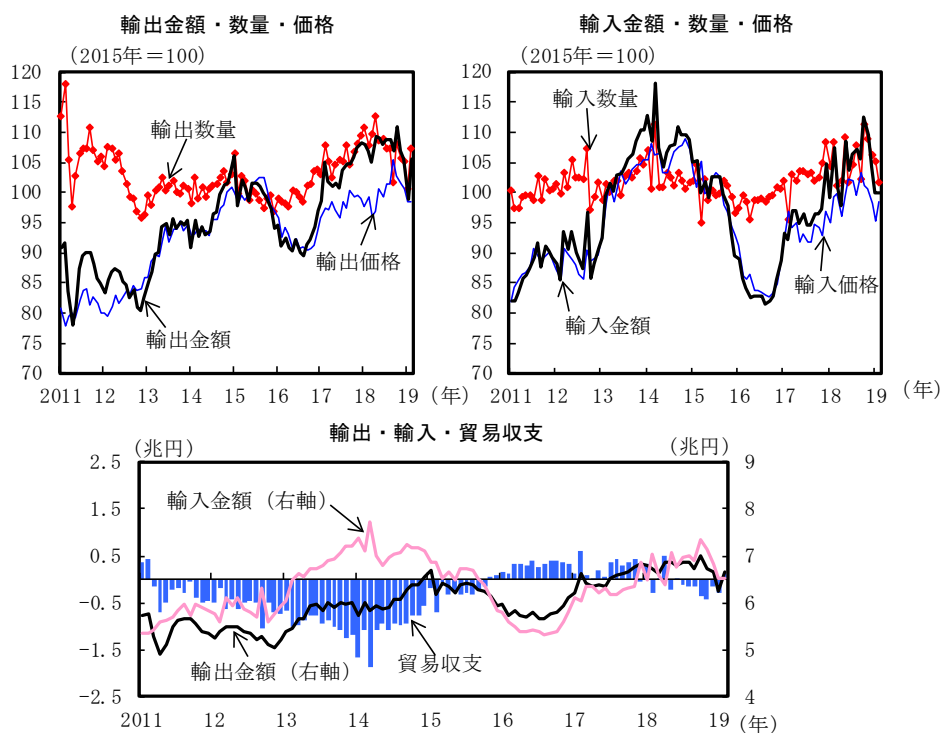 輸出金額・数量・価格
(2015年＝100)
120
115
110
105
100
95
90
85
80
75
70
輸出数量
輸出価格
輸出金額
2011 12 13 14 15 16 17 18 19 (年)
輸入金額・数量・価格
(2015年＝100)
120
115
110
105
100
95
90
85
80
75
70
輸入数量
輸入価格
輸入金額
2011 12 13 14 15 16 17 18 19 (年)
輸出・輸入・貿易収支
(兆円)
(兆円)
2.5
1.5
0.5
-0.5
-1.5
-2.5
9
8
7
6
5
4
輸入金額 (右軸)
輸出金額 (右軸)
貿易収支
2011 12 13 14 15 16 17 18 19 (年)